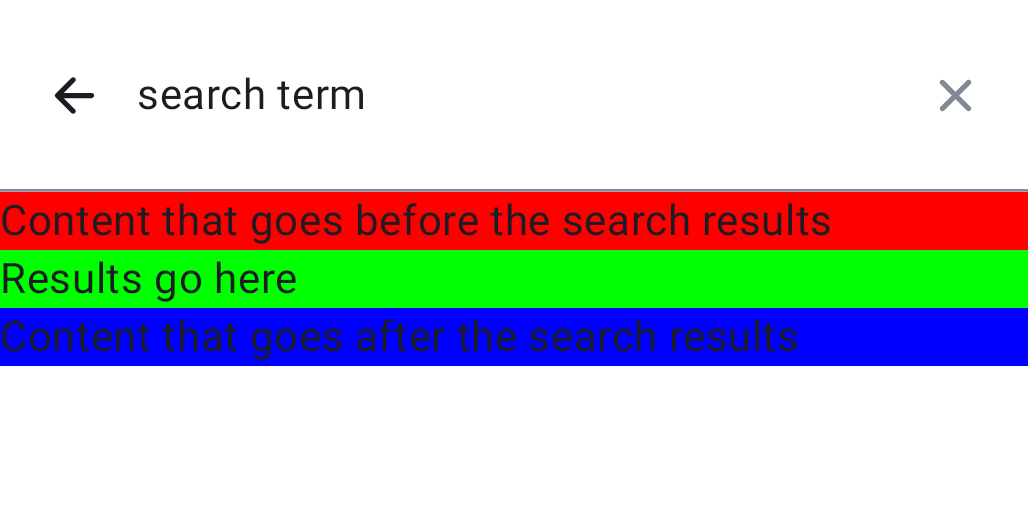 search term
Content that goes before the search results
Results go here
Content that goes after the search results